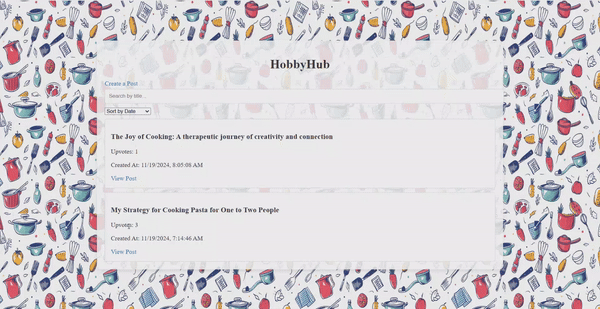 HobbyHub
Create a Post
Search by title...
Sort by Date
The Joy of Cooking: A therapeutic journey of creativity and connection
Upvotes: 1
Created At: 11/19/2024, 8:05:08 AM
View Post
My Strategy for Cooking Pasta for One to Two People
Upvotes: 3
Created At: 11/19/2024, 7:14:46 AM
View Post